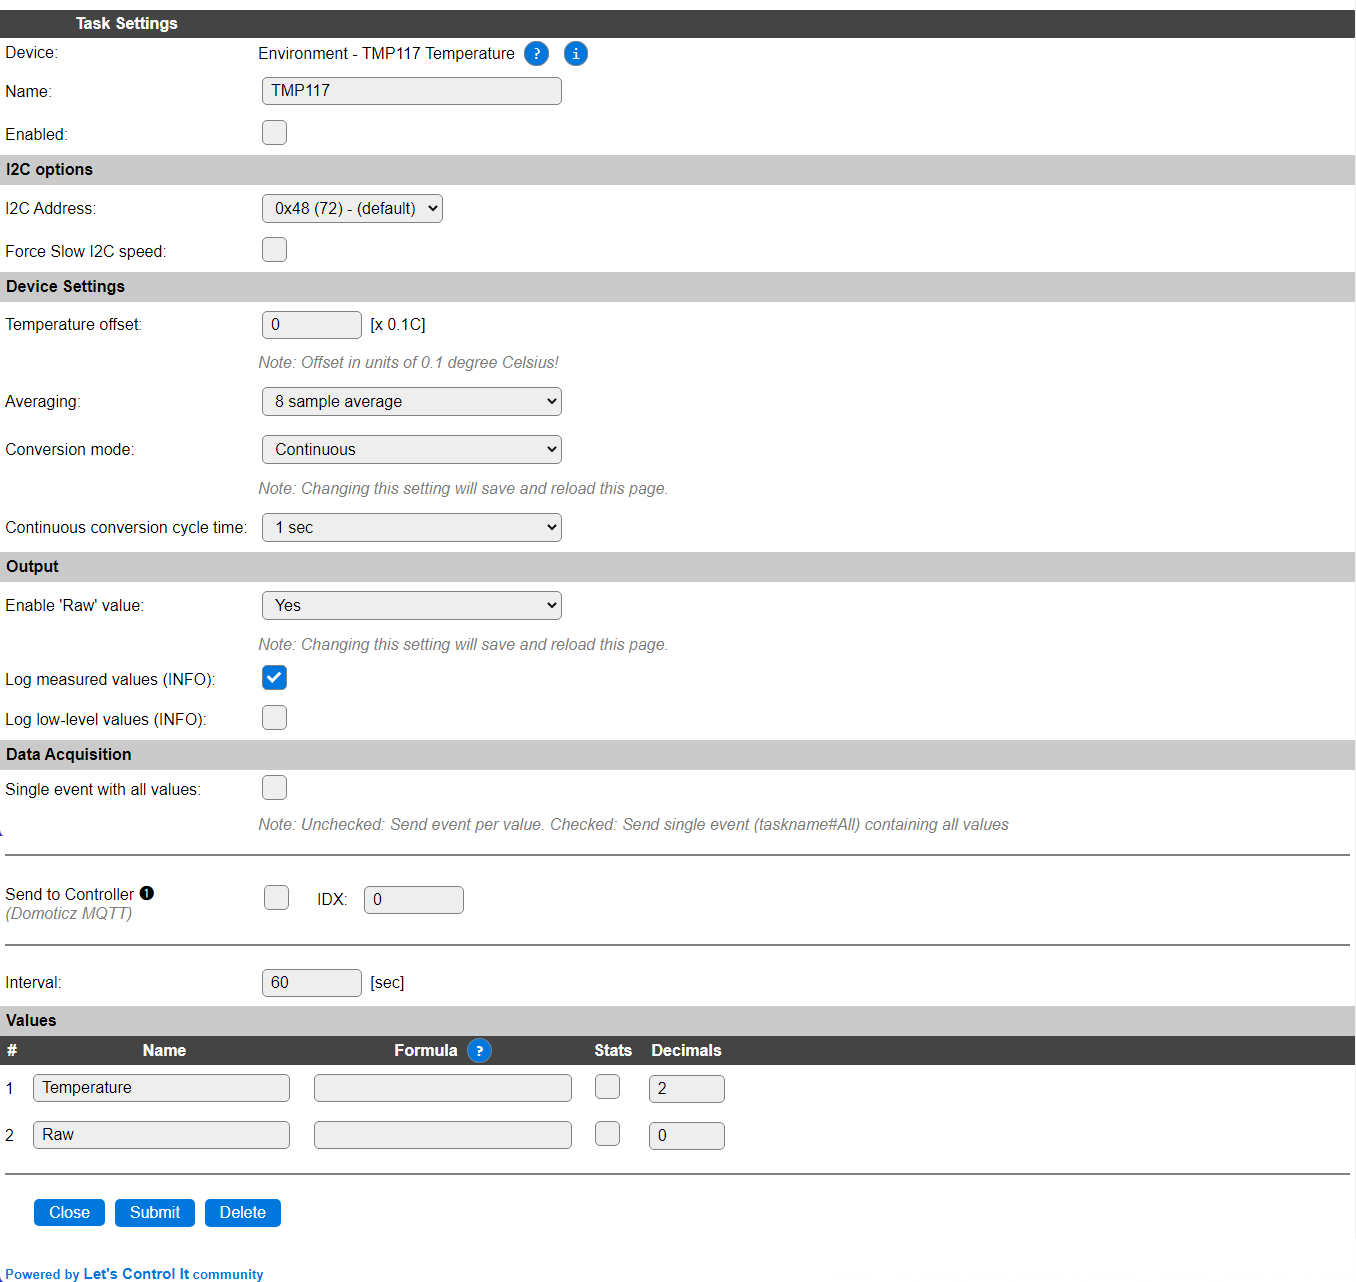 Task Settings
Device: Environment - TMP117 Temperature ? i
Name: TMP117
Enabled:
I2C options
I2C Address: 0x48 (72) - (default)
Force Slow I2C speed:
Device Settings
Temperature offset: 0 [x 0.1C]
Note: Offset in units of 0.1 degree Celsius!
Averaging: 8 sample average
Conversion mode: Continuous
Note: Changing this setting will save and reload this page.
Continuous conversion cycle time: 1 sec
Output
Enable 'Raw' value: Yes
Note: Changing this setting will save and reload this page.
Log measured values (INFO):
Log low-level values (INFO):
Data Acquisition
Single event with all values:
Note: Unchecked: Send event per value. Checked: Send single event (taskname#All) containing all values
Send to Controller ❶ IDX: 0
(Domoticz MQTT)
Interval: 60 [sec]
Values
# Name Formula ? Stats Decimals
1 Temperature 2
2 Raw 0
Close Submit Delete
Powered by Let's Control It community